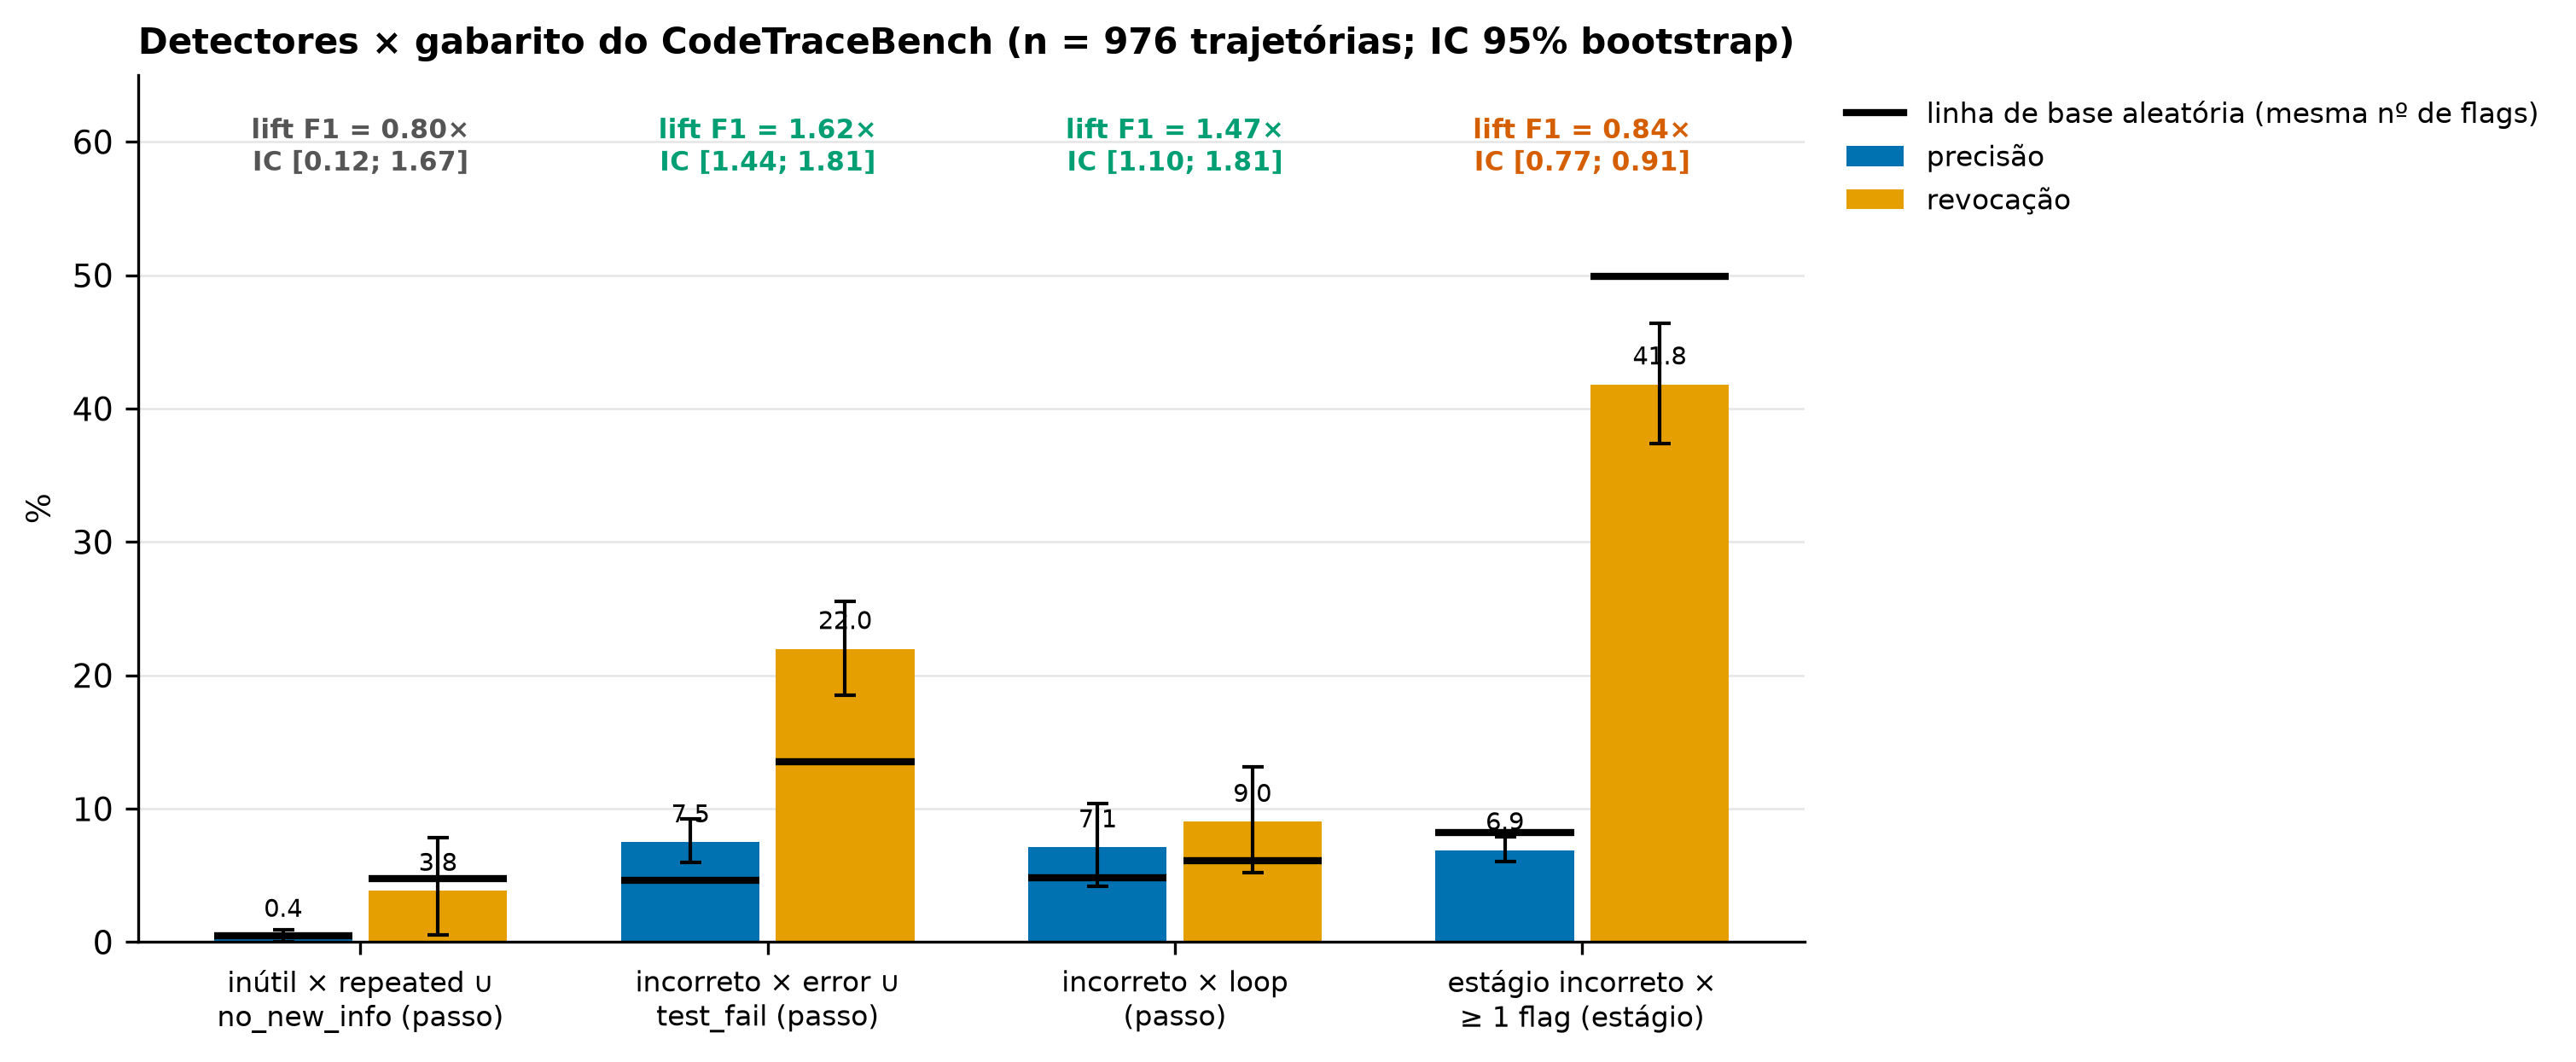 Detectores × gabarito do CodeTraceBench (n = 976 trajetórias; IC 95% bootstrap)
lift F1 = 0.80×
IC [0.12; 1.67]
lift F1 = 1.62×
IC [1.44; 1.81]
lift F1 = 1.47×
IC [1.10; 1.81]
lift F1 = 0.84×
IC [0.77; 0.91]
linha de base aleatória (mesma nº de flags)
precisão
revocação
%
60
50
40
30
20
10
0
0.4
3.8
7.5
22.0
7.1
9.0
6.9
41.8
inútil × repeated ∪
no_new_info (passo)
incorreto × error ∪
test_fail (passo)
incorreto × loop
(passo)
estágio incorreto ×
≥ 1 flag (estágio)